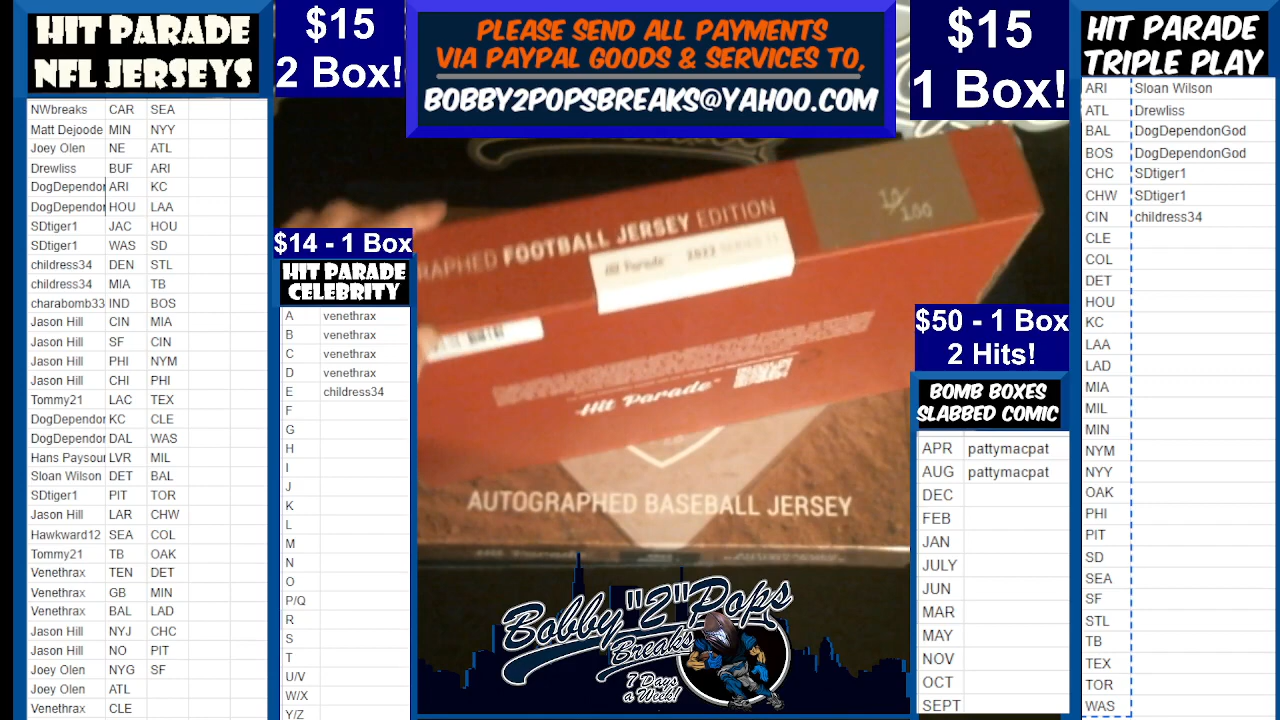 HIT PARADE
NFL JERSEYS
NWbreaks CAR SEA
Matt Dejoode MIN NYY
Joey Olen NE ATL
Drewliss BUF ARI
DogDependor ARI KC
DogDependor HOU LAA
SDtiger1 JAC HOU
SDtiger1 WAS SD
childress34 DEN STL
childress34 MIA TB
charabomb33 IND BOS
Jason Hill CIN MIA
Jason Hill SF CIN
Jason Hill PHI NYM
Jason Hill CHI PHI
Tommy21 LAC TEX
DogDependor KC CLE
DogDependor DAL WAS
Hans Paysour LVR MIL
Sloan Wilson DET BAL
SDtiger1 PIT TOR
Jason Hill LAR CHW
Hawkward12 SEA COL
Tommy21 TB OAK
Venethrax TEN DET
Venethrax GB MIN
Venethrax BAL LAD
Jason Hill NYJ CHC
Jason Hill NO PIT
Joey Olen NYG SF
Joey Olen ATL
Venethrax CLE
$15
2 Box!
$14 - 1 Box
HIT PARADE
CELEBRITY
A venethrax
B venethrax
C venethrax
D venethrax
E childress34
F
G
H
I
J
K
L
M
N
O
P/Q
R
S
T
U/V
W/X
Y/Z
PLEASE SEND ALL PAYMENTS
VIA PAYPAL GOODS & SERVICES TO,
BOBBY2POPSBREAKS@YAHOO.COM
RAPHED FOOTBALL JERSEY EDITION
/100
Hit Parade 2022
Hit Parade
AUTOGRAPHED BASEBALL JERSEY
Bobby "2" Pops
Breaks
7 Days
a Week!
$15
1 Box!
$50 - 1 Box
2 Hits!
BOMB BOXES
SLABBED COMIC
APR pattymacpat
AUG pattymacpat
DEC
FEB
JAN
JULY
JUN
MAR
MAY
NOV
OCT
SEPT
HIT PARADE
TRIPLE PLAY
ARI Sloan Wilson
ATL Drewliss
BAL DogDependonGod
BOS DogDependonGod
CHC SDtiger1
CHW SDtiger1
CIN childress34
CLE
COL
DET
HOU
KC
LAA
LAD
MIA
MIL
MIN
NYM
NYY
OAK
PHI
PIT
SD
SEA
SF
STL
TB
TEX
TOR
WAS